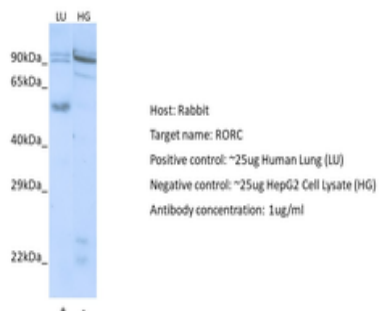 LU HG
90kDa_
65kDa_
40kDa_
29kDa_
22kDa_
Host: Rabbit
Target name: RORC
Positive control: ~25ug Human Lung (LU)
Negative control: ~25ug HepG2 Cell Lysate (HG)
Antibody concentration: 1ug/ml